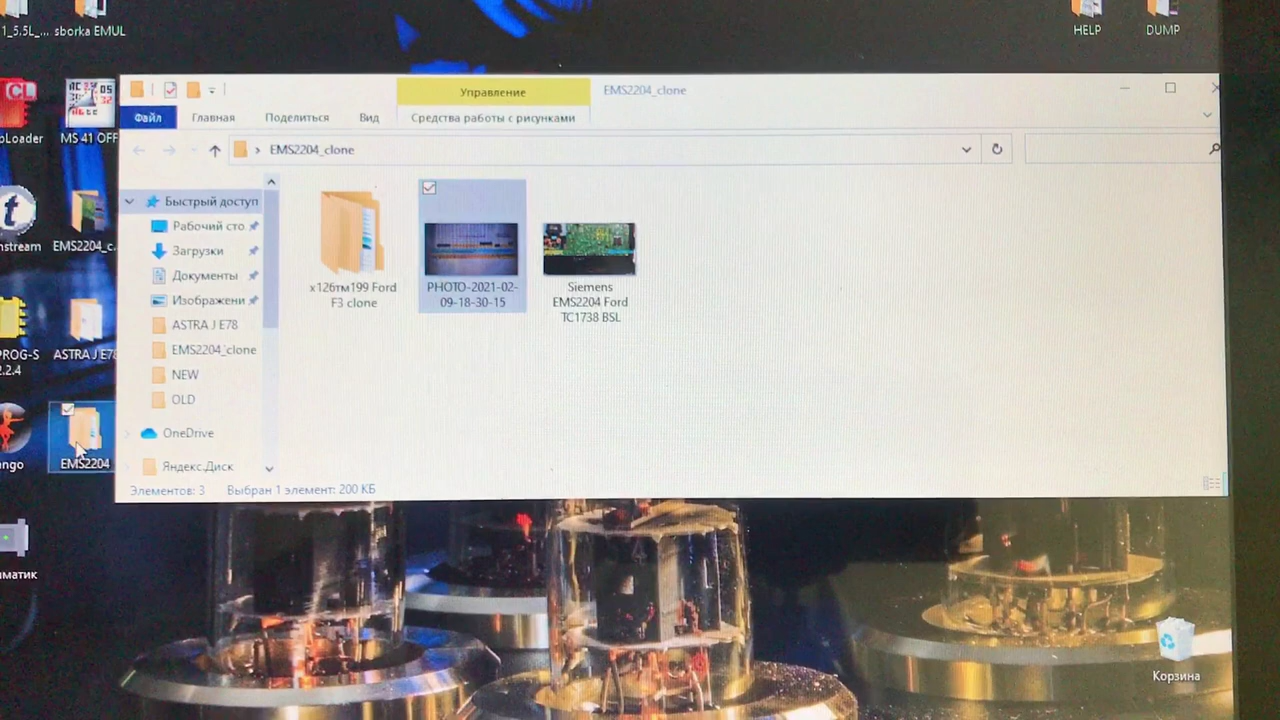 1_5.5L_...
sborka EMUL
HELP
DUMP
Управление
EMS2204_clone
Файл
Главная
Поделиться
Вид
Средства работы с рисунками
EMS2204_clone
pLoader
MS 41 OFF
Быстрый доступ
Рабочий сто.
Загрузки
Документы
Изображени
ASTRA J E78
EMS2204_clone
NEW
OLD
OneDrive
Яндекс.Диск
х126тм199 Ford
F3 clone
PHOTO-2021-02-
09-18-30-15
Siemens
EMS2204 Ford
TC1738 BSL
nstream
EMS2204_c...
PROG-S
2.2.4
ASTRA J E78
ngo
EMS2204
Элементов: 3
Выбран 1 элемент: 200 КБ
матик
Корзина